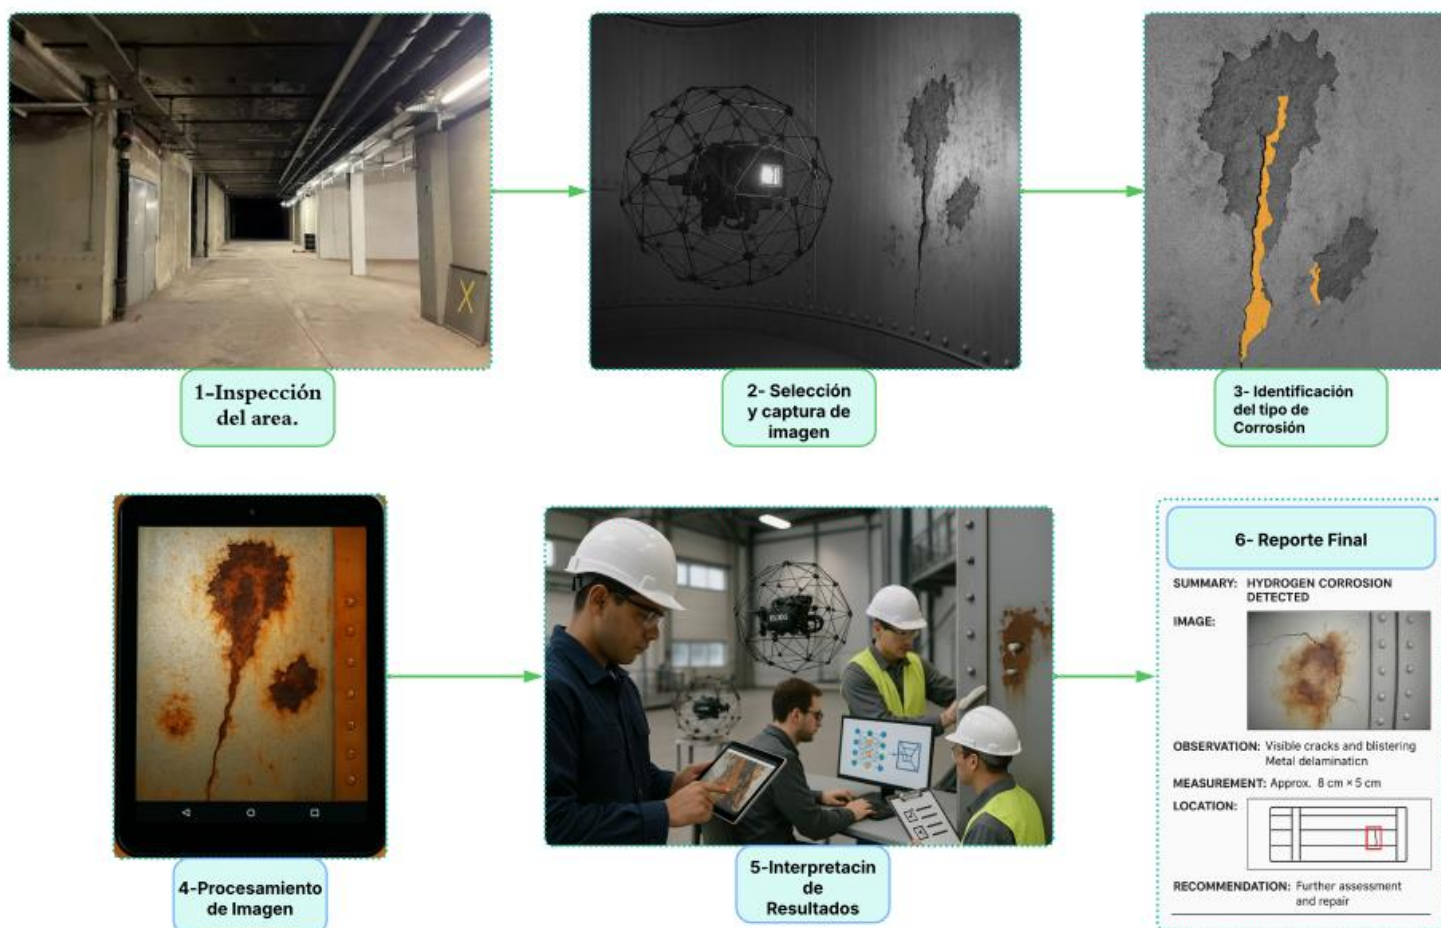 1-Inspección
del area.
2- Selección
y captura de
imagen
3- Identificación
del tipo de
Corrosión
4-Procesamiento
de Imagen
5-Interpretacin
de
Resultados
6- Reporte Final
SUMMARY: HYDROGEN CORROSION
DETECTED
IMAGE:
OBSERVATION: Visible cracks and blistering
Metal delamination
MEASUREMENT: Approx. 8 cm × 5 cm
LOCATION:
RECOMMENDATION: Further assessment
and repair